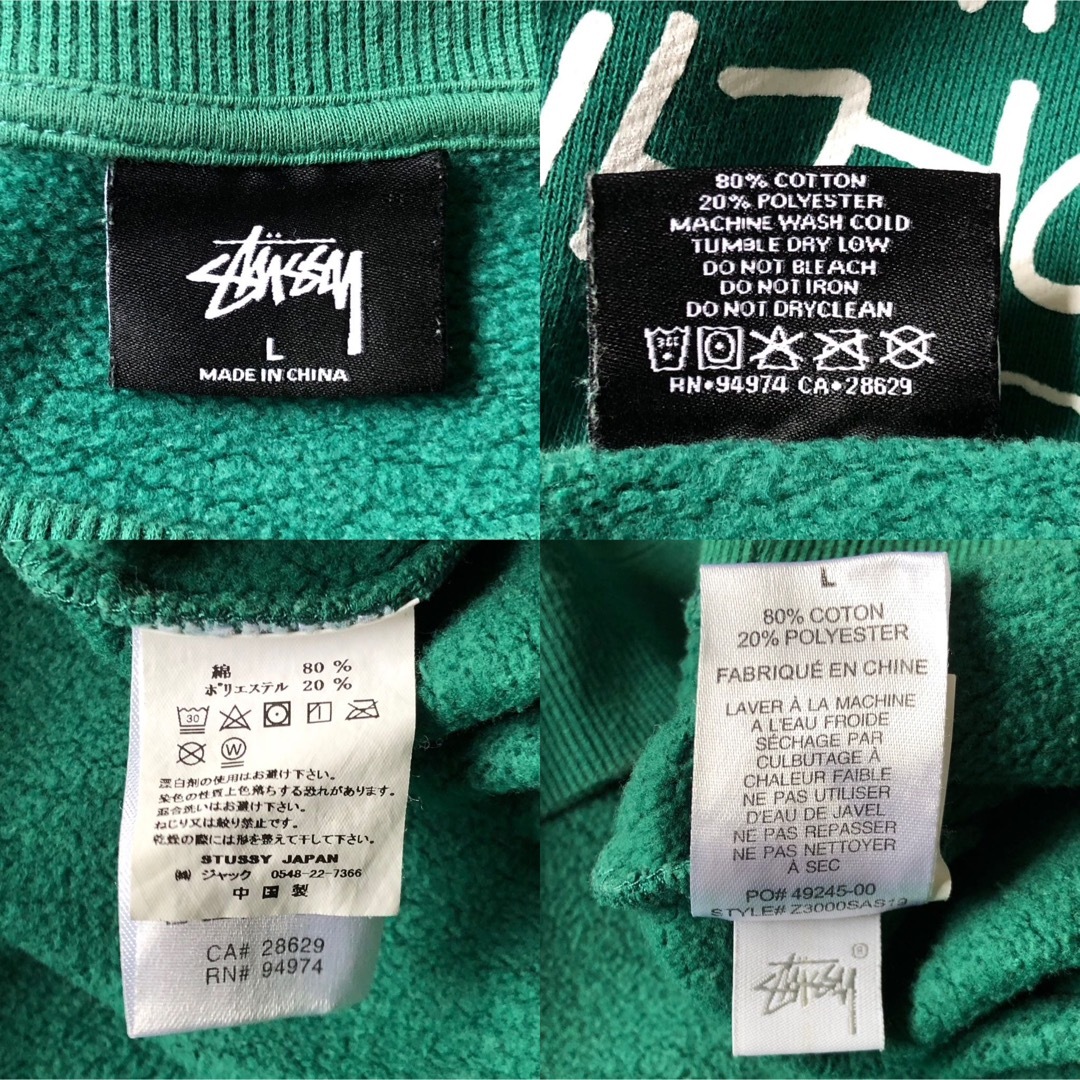 Stüssy
L
MADE IN CHINA
80% COTTON
20% POLYESTER
MACHINE WASH COLD
TUMBLE DRY LOW
DO NOT BLEACH
DO NOT IRON
DO NOT DRYCLEAN
RN•94974 CA•28629
綿 80 %
ポリエステル 20 %
30
W
漂白剤の使用はお避け下さい。
染色の性質上色落ちする恐れがあります。
混合洗いはお避け下さい。
ねじり又は絞り禁止です。
乾燥の際には形を整えて干して下さい。
STUSSY JAPAN
㈱ ジャック 0548-22-7366
中国製
CA# 28629
RN# 94974
L
80% COTON
20% POLYESTER
FABRIQUÉ EN CHINE
LAVER À LA MACHINE
A L'EAU FROIDE
SÉCHAGE PAR
CULBUTAGE À
CHALEUR FAIBLE
NE PAS UTILISER
D'EAU DE JAVEL
NE PAS REPASSER
NE PAS NETTOYER
À SEC
PO# 49245-00
STYLE# Z3000SAS19
Stüssy ®